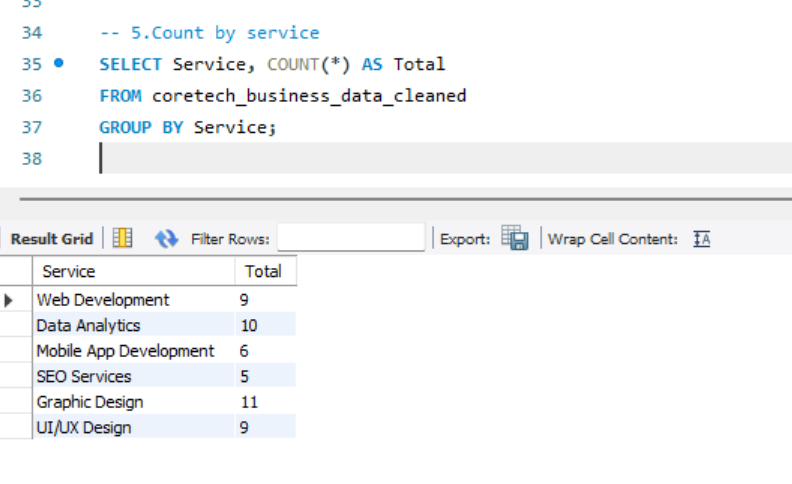 33
34 -- 5.Count by service
35 SELECT Service, COUNT(*) AS Total
36 FROM coretech_business_data_cleaned
37 GROUP BY Service;
38
Result Grid Filter Rows: Export: Wrap Cell Content: IA
Service Total
Web Development 9
Data Analytics 10
Mobile App Development 6
SEO Services 5
Graphic Design 11
UI/UX Design 9